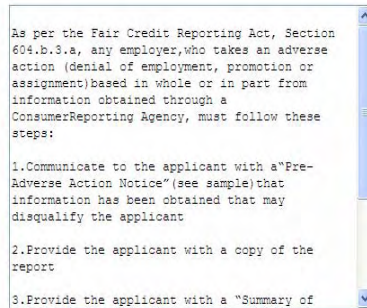 As per the Fair Credit Reporting Act, Section
604.b.3.a, any employer,who takes an adverse
action (denial of employment, promotion or
assignment)based in whole or in part from
information obtained through a
ConsumerReporting Agency, must follow these
steps:
1.Communicate to the applicant with a“Pre-
Adverse Action Notice”(see sample)that
information has been obtained that may
disqualify the applicant
2.Provide the applicant with a copy of the
report
3.Provide the applicant with a “Summary of